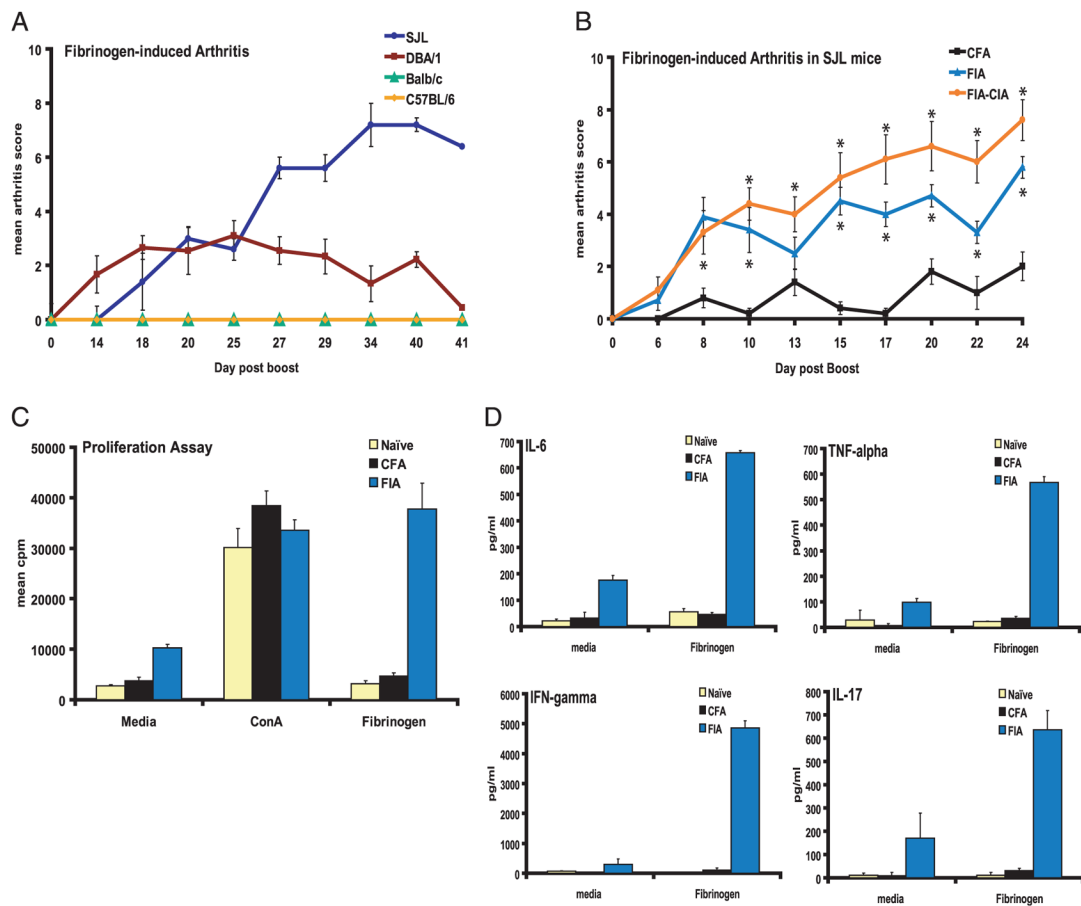 A
Fibrinogen-induced Arthritis
SJL
DBA/1
Balb/c
C57BL/6
mean arthritis score
10
8
6
4
2
0
0 14 18 20 25 27 29 34 40 41
Day post boost
B
Fibrinogen-induced Arthritis in SJL mice
CFA
FIA
FIA-CIA
mean arthritis score
10
8
6
4
2
0
* * * * * * * *
* * * * * * *
0 6 8 10 13 15 17 20 22 24
Day post Boost
C
Proliferation Assay
Naïve
CFA
FIA
mean cpm
50000
40000
30000
20000
10000
0
Media ConA Fibrinogen
D
IL-6
Naïve
CFA
FIA
pg/ml
700
600
500
400
300
200
100
0
media Fibrinogen
TNF-alpha
Naïve
CFA
FIA
pg/ml
700
600
500
400
300
200
100
0
media Fibrinogen
IFN-gamma
Naïve
CFA
FIA
pg/ml
6000
5000
4000
3000
2000
1000
0
media Fibrinogen
IL-17
Naïve
CFA
FIA
pg/ml
800
700
600
500
400
300
200
100
0
media Fibrinogen